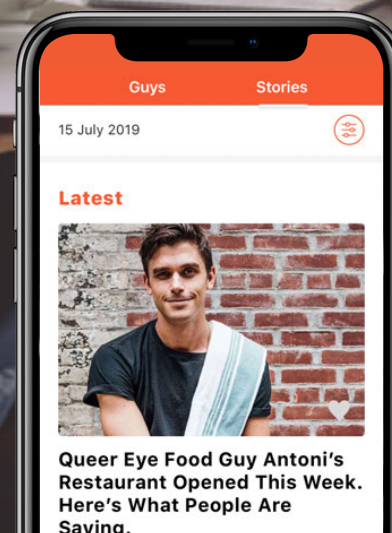 Guys Stories
15 July 2019
Latest
Queer Eye Food Guy Antoni's
Restaurant Opened This Week.
Here's What People Are
Saying.